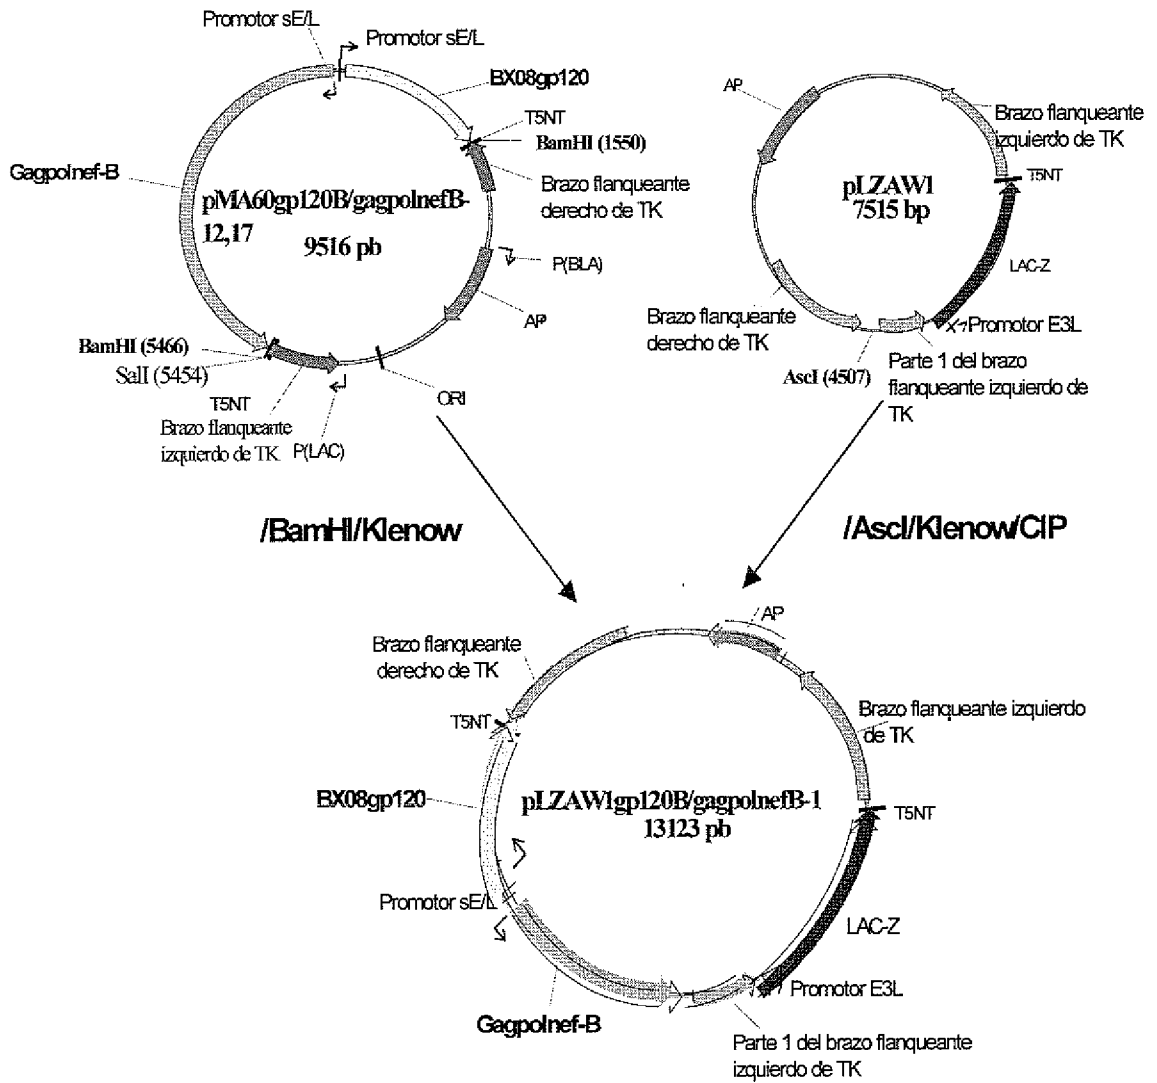 Promotor sE/L
Promotor sE/L
BX08gp120
T5NT
BamHI (1550)
Gagpolnef-B
pMA60gp120B/gagpolnefB-
12,17
9516 pb
Brazo flanqueante
derecho de TK
P(BLA)
AP
BamHI (5466)
SalI (5454)
T5NT
Brazo flanqueante
izquierdo de TK
P(LAC)
ORI
AP
Brazo flanqueante
izquierdo de TK
T5NT
pLZAW1
7515 bp
LAC-Z
Brazo flanqueante
derecho de TK
Promotor E3L
AscI (4507)
Parte 1 del brazo
flanqueante izquierdo de
TK
/BamHI/Klenow
/AscI/Klenow/CIP
AP
Brazo flanqueante
derecho de TK
Brazo flanqueante izquierdo
de TK
T5NT
BX08gp120
pLZAW1gp120B/gagpolnefB-1
13123 pb
T5NT
Promotor sE/L
LAC-Z
Promotor E3L
Gagpolnef-B
Parte 1 del brazo flanqueante
izquierdo de TK